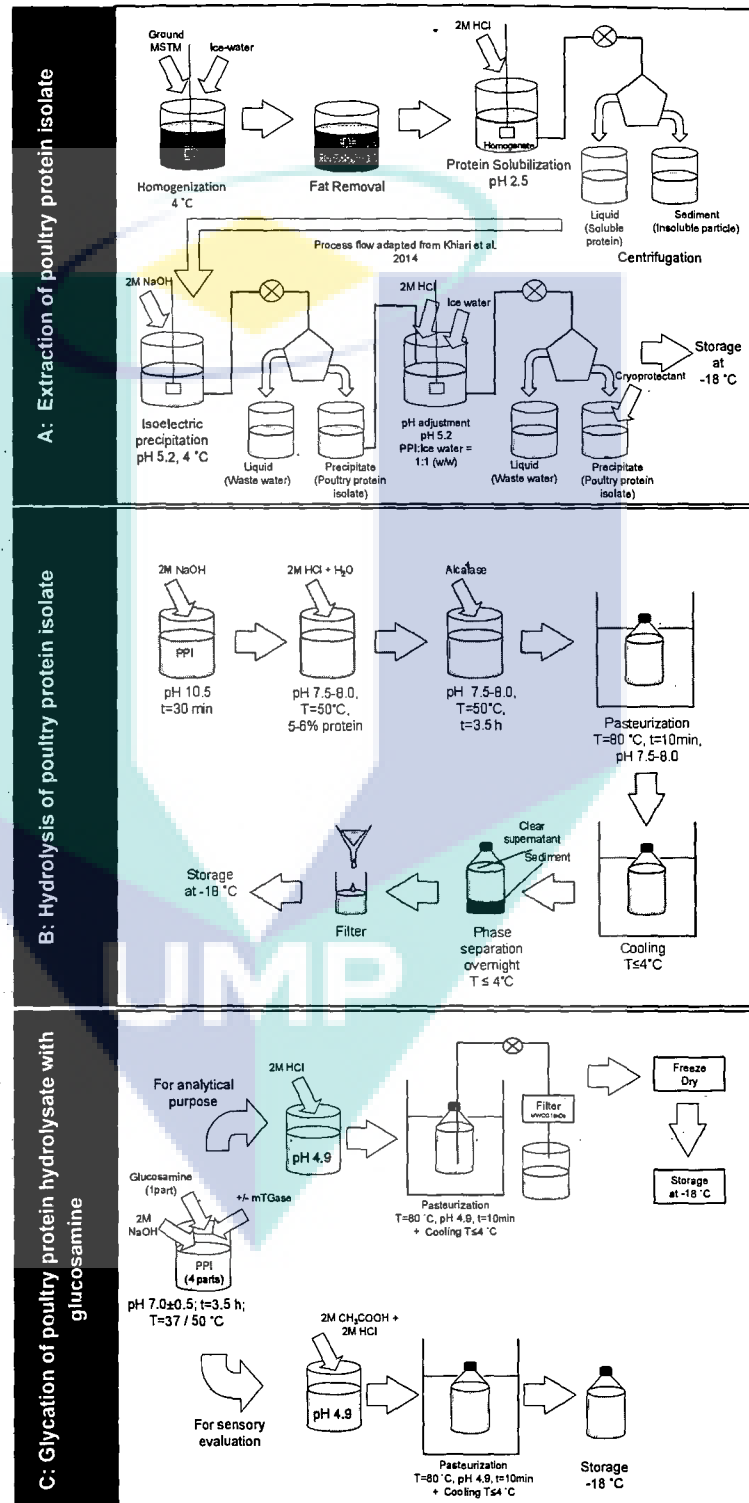 A: Extraction of poultry protein isolate
Ground
MSTM
Ice-water
Homogenization
4 °C
Fat Removal
2M HCl
Homogenate
Protein Solubilization
pH 2.5
Liquid
(Soluble
protein)
Sediment
(Insoluble particle)
Centrifugation
Process flow adapted from Khiari et al.
2014
2M NaOH
Isoelectric
precipitation
pH 5.2, 4 °C
Liquid
(Waste water)
Precipitate
(Poultry protein
isolate)
2M HCl
Ice water
pH adjustment
pH 5.2
PPI:Ice water =
1:1 (w/w)
Liquid
(Waste water)
Cryoprotectant
Precipitate
(Poultry protein
isolate)
Storage
at
-18 °C
B: Hydrolysis of poultry protein isolate
2M NaOH
PPI
pH 10.5
t=30 min
2M HCl + H₂O
pH 7.5-8.0,
T=50°C,
5-6% protein
Alcalase
pH 7.5-8.0,
T=50°C,
t=3.5 h
Pasteurization
T=80 °C, t=10min,
pH 7.5-8.0
Cooling
T≤4°C
Clear
supernatant
Sediment
Phase
separation
overnight
T ≤ 4°C
Filter
Storage
at -18 °C
UMP
C: Glycation of poultry protein hydrolysate with
glucosamine
For analytical
purpose
2M HCl
pH 4.9
Pasteurization
T=80 °C, pH 4.9, t=10min
+ Cooling T≤4 °C
Filter
Freeze
Dry
Storage
at -18 °C
Glucosamine
(1part)
+/- mTGase
2M
NaOH
PPI
(4 parts)
pH 7.0±0.5; t=3.5 h;
T=37 / 50 °C
For sensory
evaluation
2M CH₃COOH +
2M HCl
pH 4.9
Pasteurization
T=80°C, pH 4.9, t=10min
+ Cooling T≤4°C
Storage
-18 °C